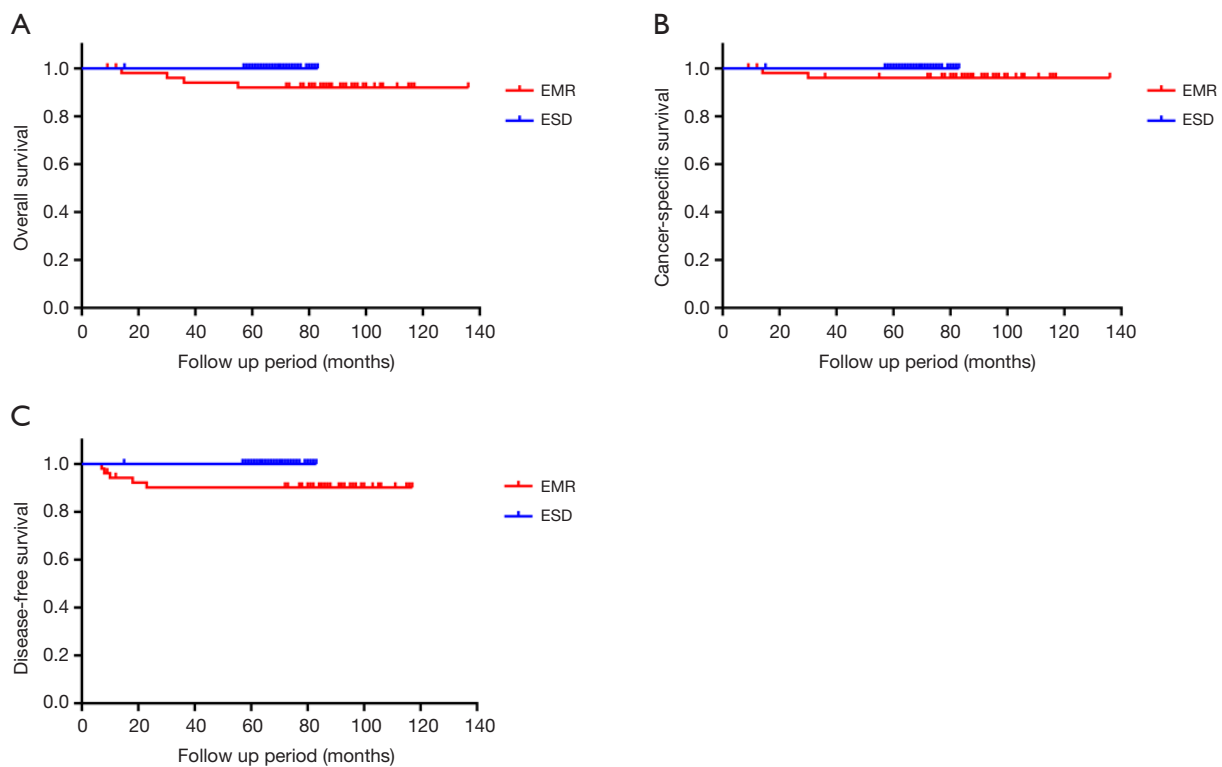 A
Overall survival
1.0
0.8
0.6
0.4
0.2
0.0
0 20 40 60 80 100 120 140
Follow up period (months)
EMR
ESD
B
Cancer-specific survival
1.0
0.8
0.6
0.4
0.2
0.0
0 20 40 60 80 100 120 140
Follow up period (months)
EMR
ESD
C
Disease-free survival
1.0
0.8
0.6
0.4
0.2
0.0
0 20 40 60 80 100 120 140
Follow up period (months)
EMR
ESD